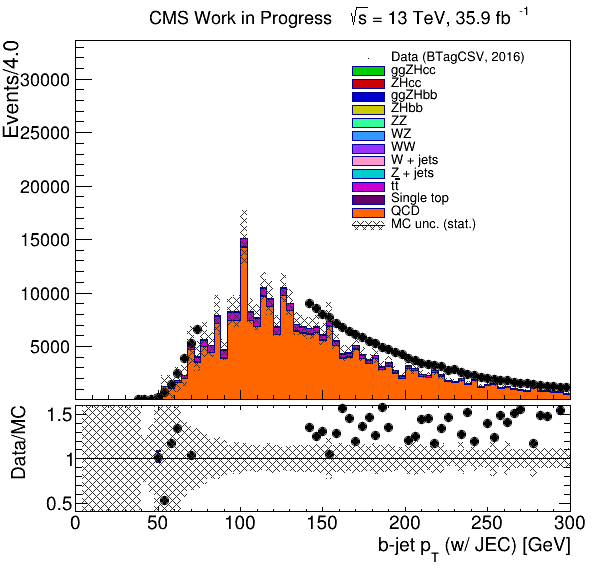 CMS Work in Progress √s = 13 TeV, 35.9 fb⁻¹
Events/4.0
30000
25000
20000
15000
10000
5000
Data (BTagCSV, 2016)
ggZHcc
ZHcc
ggZHbb
ZHbb
ZZ
WZ
WW
W + jets
Z + jets
tt̄
Single top
QCD
MC unc. (stat.)
Data/MC
1.5
1
0.5
0 50 100 150 200 250 300
b-jet p_T (w/ JEC) [GeV]